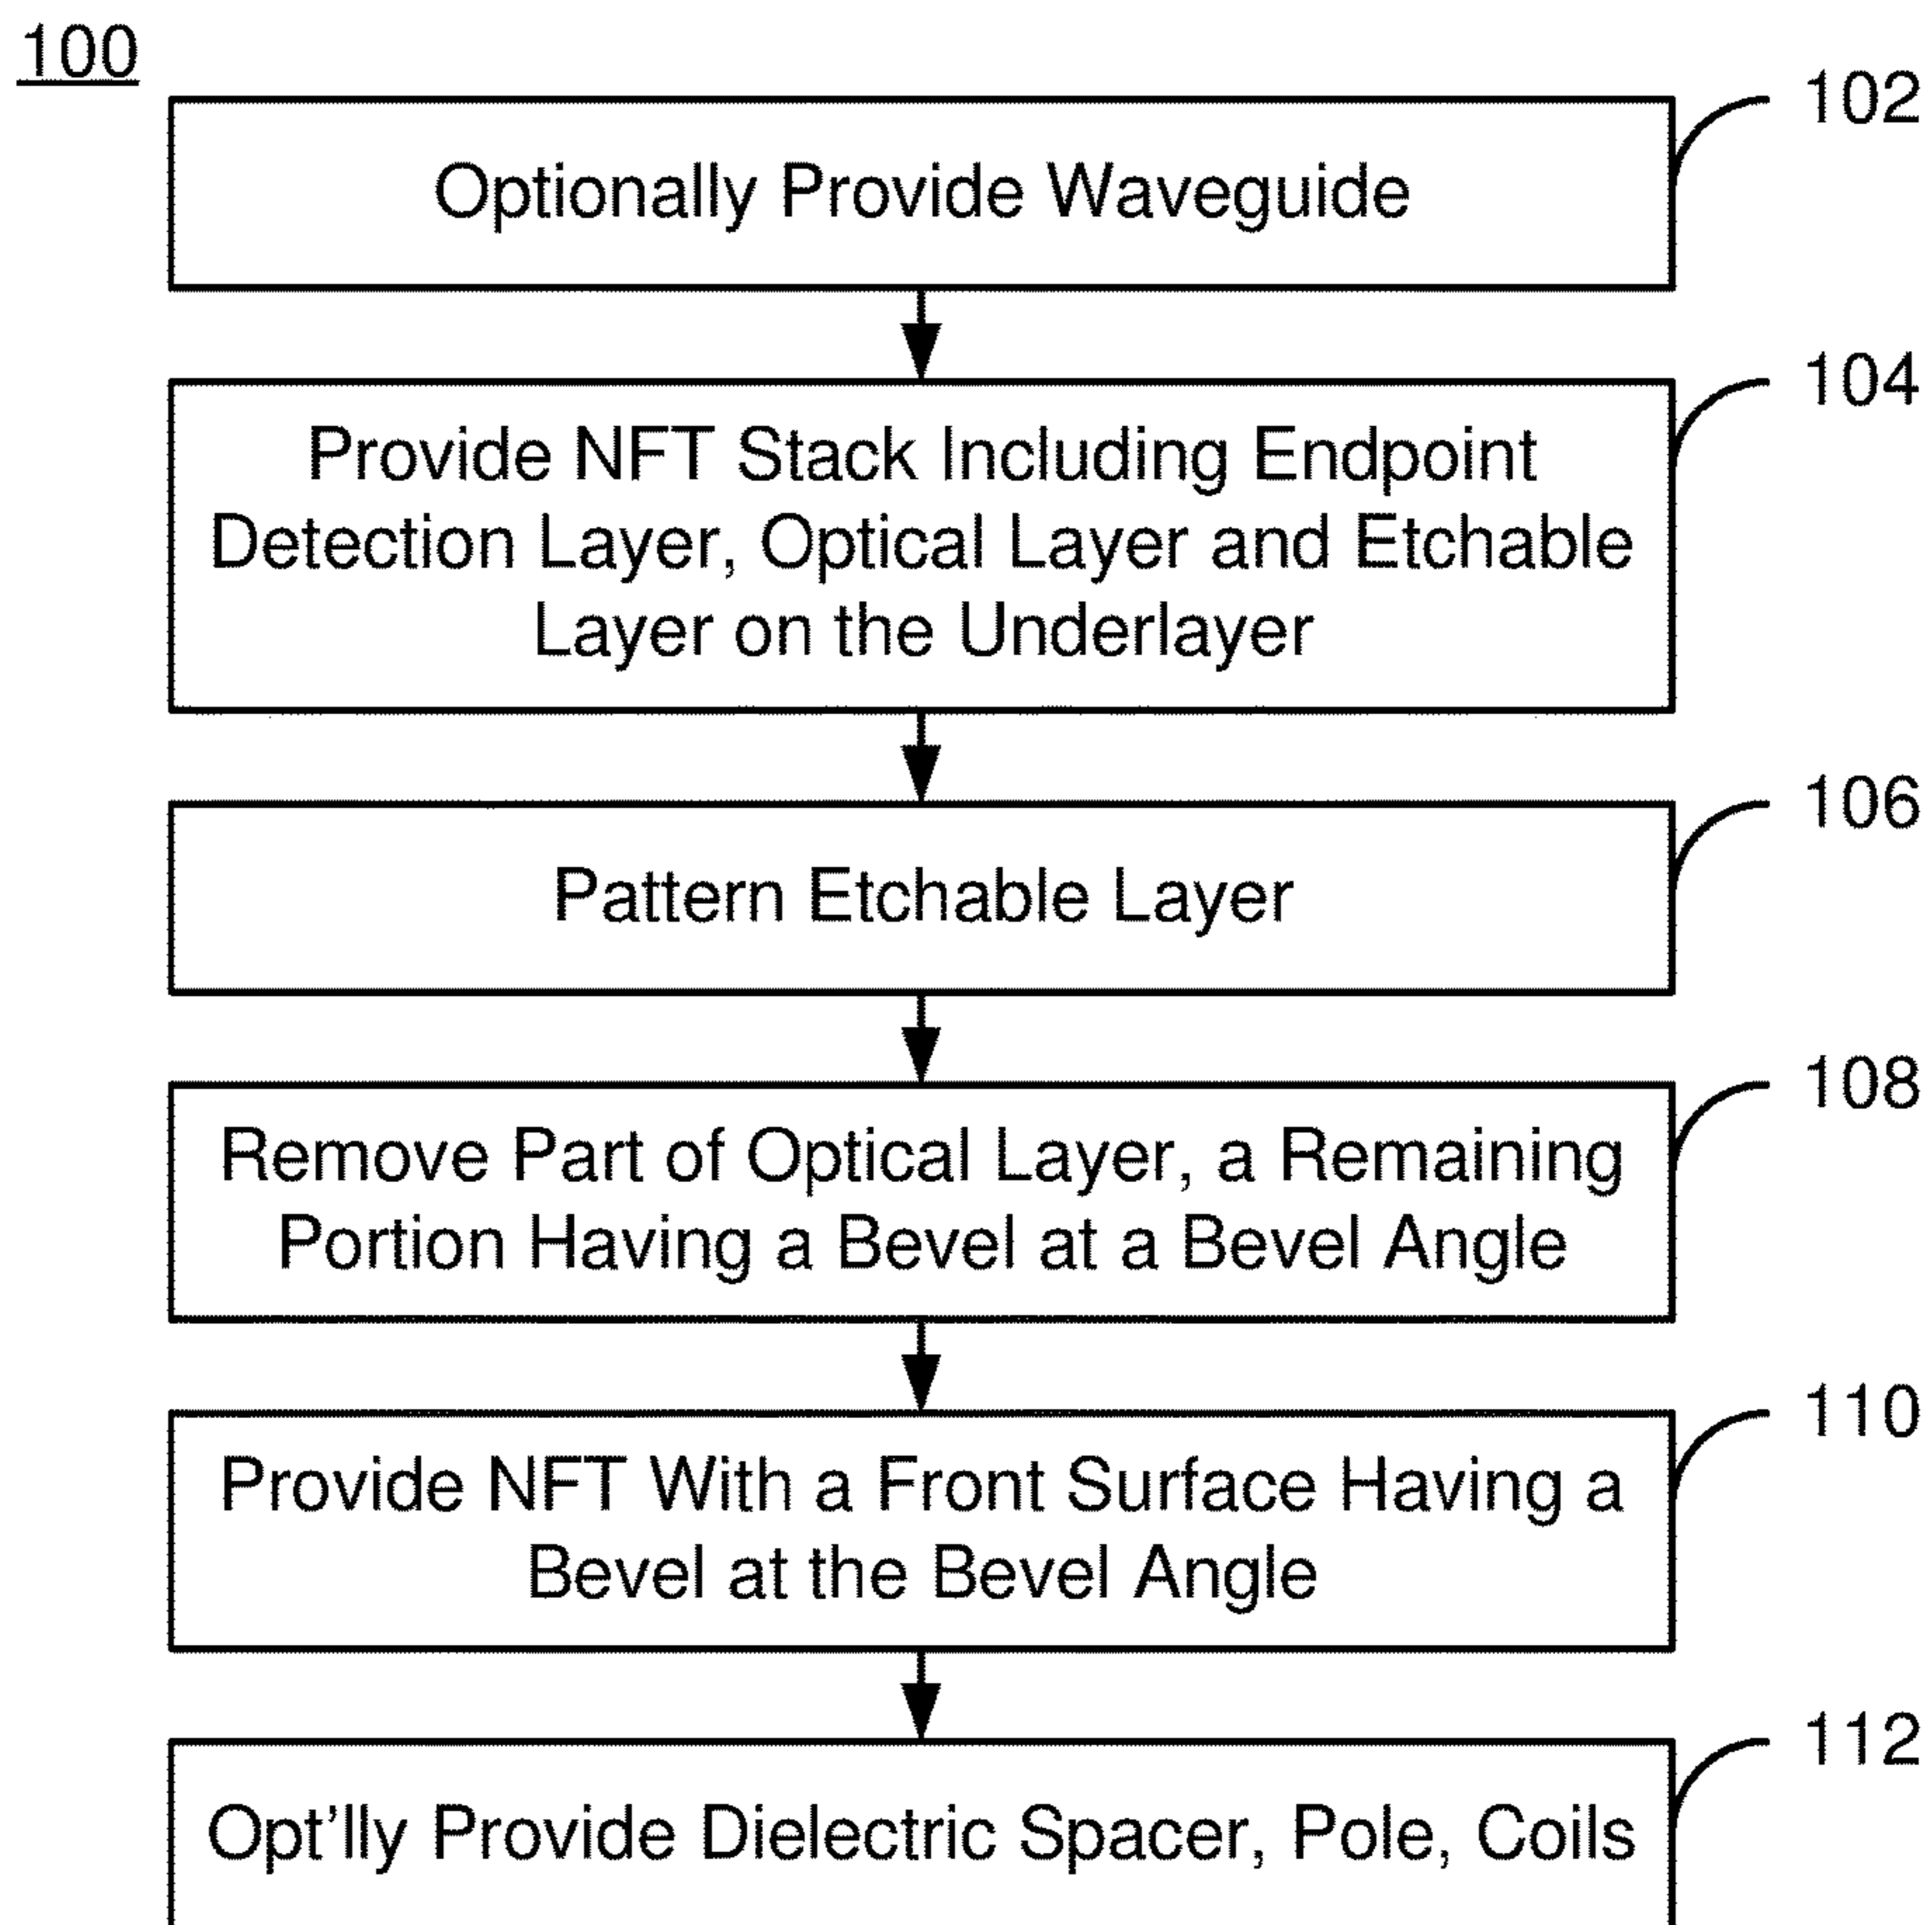 100
102
Optionally Provide Waveguide
104
Provide NFT Stack Including Endpoint
Detection Layer, Optical Layer and Etchable
Layer on the Underlayer
106
Pattern Etchable Layer
108
Remove Part of Optical Layer, a Remaining
Portion Having a Bevel at a Bevel Angle
110
Provide NFT With a Front Surface Having a
Bevel at the Bevel Angle
112
Opt'lly Provide Dielectric Spacer, Pole, Coils